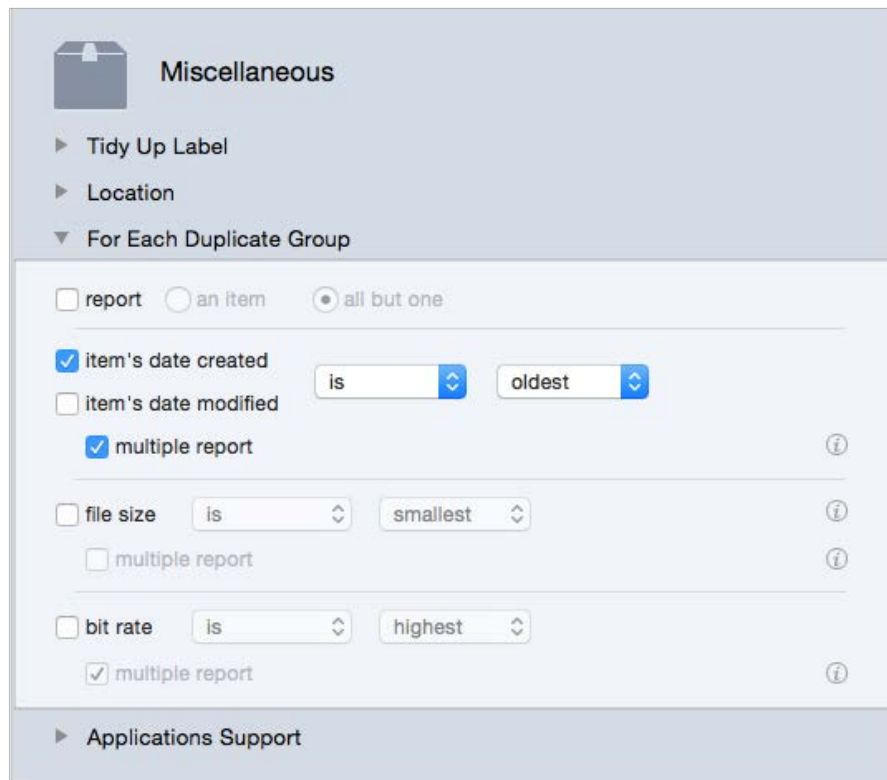 Miscellaneous
Tidy Up Label
Location
For Each Duplicate Group
report an item all but one
item's date created
is oldest
item's date modified
multiple report
file size is smallest
multiple report
bit rate is highest
multiple report
Applications Support